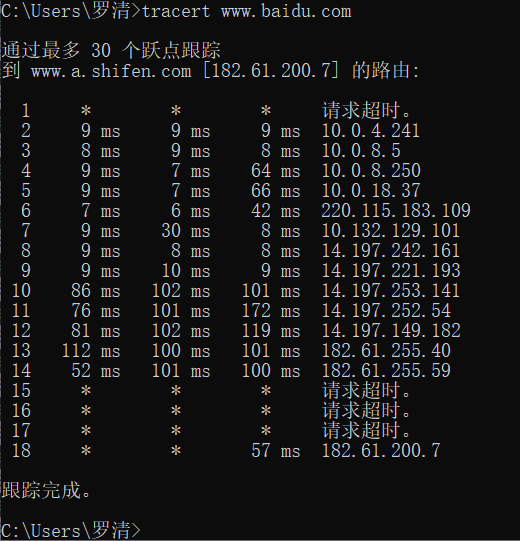 C:\Users\罗清>tracert www.baidu.com
通过最多 30 个跃点跟踪
到 www.a.shifen.com [182.61.200.7] 的路由:
1 * * * 请求超时。
2 9 ms 9 ms 9 ms 10.0.4.241
3 8 ms 9 ms 8 ms 10.0.8.5
4 9 ms 7 ms 64 ms 10.0.8.250
5 9 ms 7 ms 66 ms 10.0.18.37
6 7 ms 6 ms 42 ms 220.115.183.109
7 9 ms 30 ms 8 ms 10.132.129.101
8 9 ms 8 ms 8 ms 14.197.242.161
9 9 ms 10 ms 9 ms 14.197.221.193
10 86 ms 102 ms 101 ms 14.197.253.141
11 76 ms 101 ms 172 ms 14.197.252.54
12 81 ms 102 ms 119 ms 14.197.149.182
13 112 ms 100 ms 101 ms 182.61.255.40
14 52 ms 101 ms 100 ms 182.61.255.59
15 * * * 请求超时。
16 * * * 请求超时。
17 * * * 请求超时。
18 * * 57 ms 182.61.200.7
跟踪完成。
C:\Users\罗清>